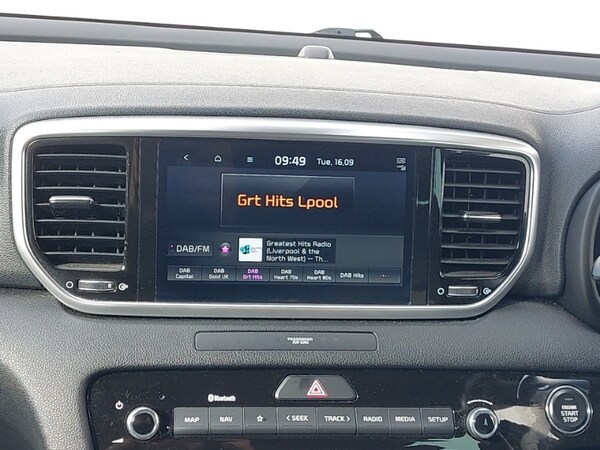 09:49 Tue, 16.09
Grt Hits Lpool
DAB/FM
Greatest Hits Radio
(Liverpool & the
North West) – Th...
DAB Capital
DAB Gold UK
DAB Grt Hits
DAB Heart 70s
DAB Heart 80s
DAB Hits
PASSENGER
AIR BAG
Bluetooth
MAP NAV < SEEK TRACK > RADIO MEDIA SETUP
ENGINE
START
STOP